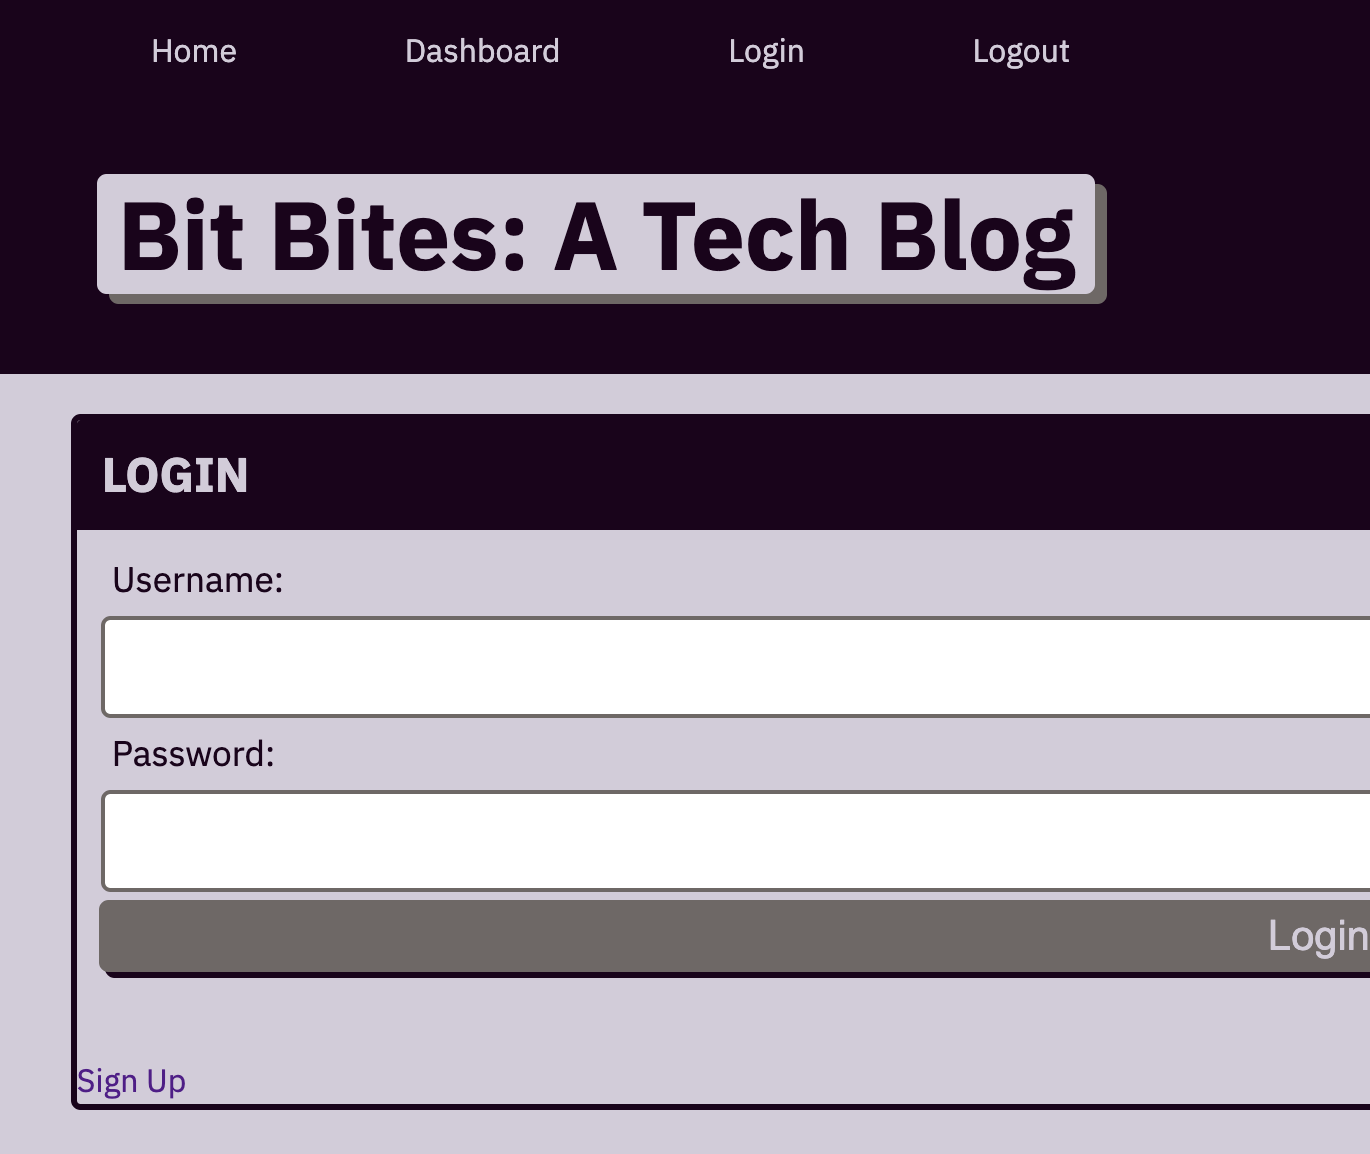 Home Dashboard Login Logout
Bit Bites: A Tech Blog
LOGIN
Username:
Password:
Login
Sign Up